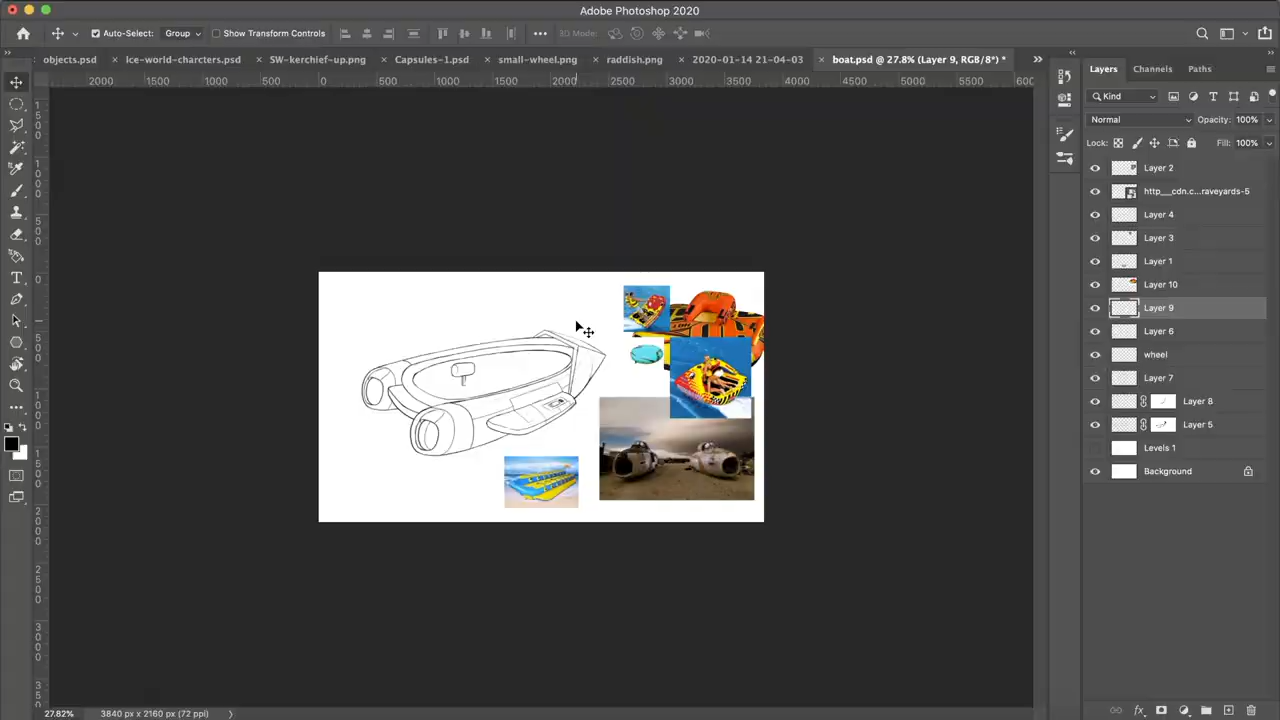 Adobe Photoshop 2020
Auto-Select: Group Show Transform Controls 3D Mode:
objects.psd Ice-world-charcters.psd SW-kerchief-up.png Capsules-1.psd small-wheel.png raddish.png 2020-01-14 21-04-03 boat.psd @ 27.8% (Layer 9, RGB/8*) *
2000 1500 1000 500 0 500 1000 1500 2000 2500 3000 3500 4000 4500 5000 5500 600
Layers Channels Paths
Kind
Normal Opacity: 100%
Lock: Fill: 100%
Layer 2
http___cdn.c...raveyards-5
Layer 4
Layer 3
Layer 1
Layer 10
Layer 9
Layer 6
wheel
Layer 7
Layer 8
Layer 5
Levels 1
Background
27.82% 3840 px x 2160 px (72 ppi)